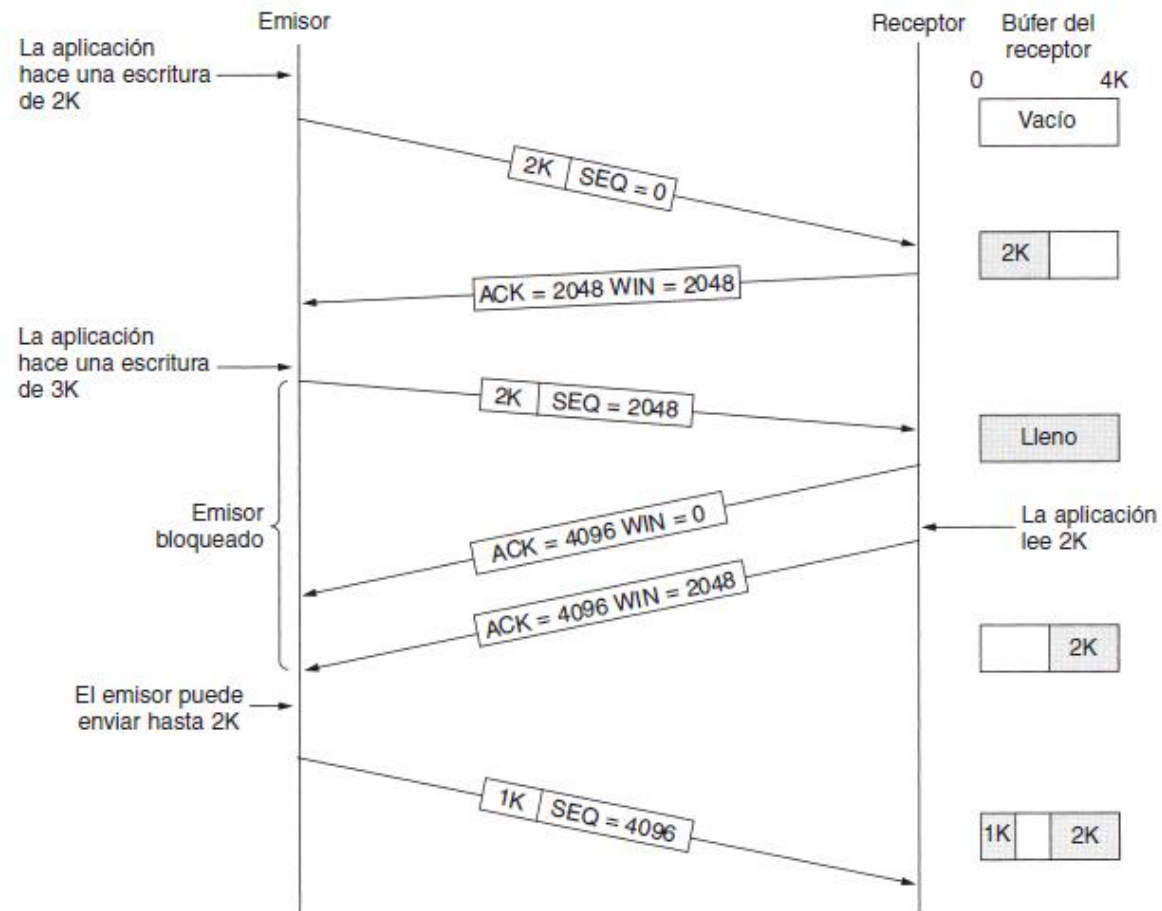 Emisor
Receptor
Búfer del
receptor
0 4K
Vacío
La aplicación
hace una escritura
de 2K
2K SEQ = 0
2K
ACK = 2048 WIN = 2048
La aplicación
hace una escritura
de 3K
2K SEQ = 2048
Lleno
Emisor
bloqueado
ACK = 4096 WIN = 0
La aplicación
lee 2K
ACK = 4096 WIN = 2048
2K
El emisor puede
enviar hasta 2K
1K SEQ = 4096
1K 2K